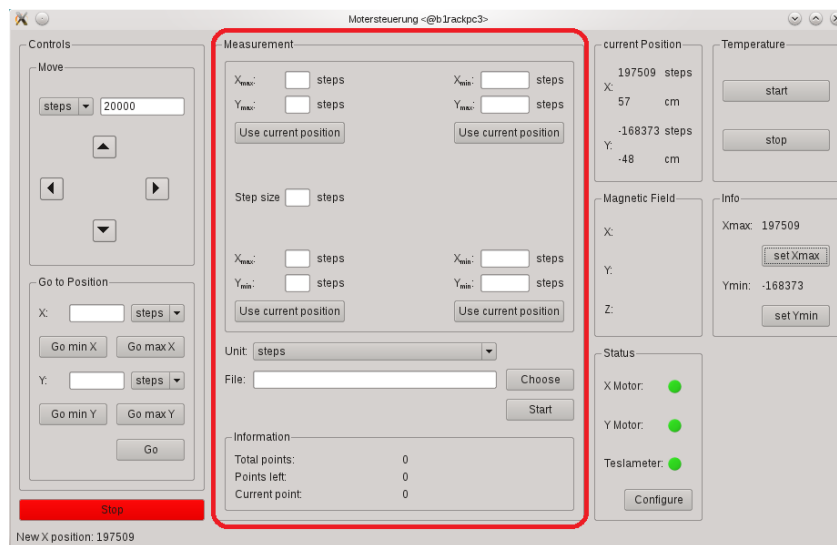 Motersteuerung <@b1rackpc3>
Controls
Move
steps 20000
Go to Position
X: steps
Go min X Go max X
Y: steps
Go min Y Go max Y
Go
Stop
New X position: 197509
Measurement
Xmax: steps Xmin: steps
Ymax: steps Ymax: steps
Use current position Use current position
Step size steps
Xmax: steps Xmin: steps
Ymin: steps Ymin: steps
Use current position Use current position
Unit: steps
File: Choose
Start
Information
Total points: 0
Points left: 0
Current point: 0
current Position
197509 steps
X:
57 cm
-168373 steps
Y:
-48 cm
Magnetic Field
X:
Y:
Z:
Status
X Motor:
Y Motor:
Teslameter:
Configure
Temperature
start
stop
Info
Xmax: 197509
set Xmax
Ymin: -168373
set Ymin